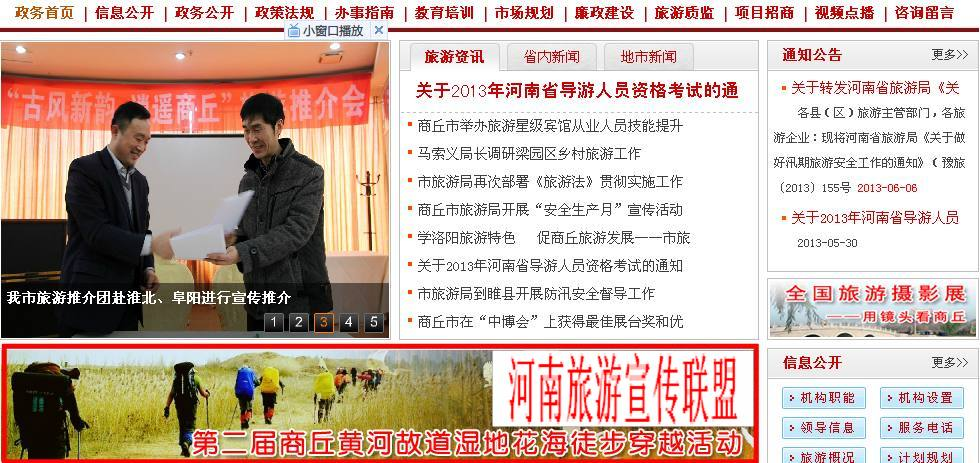 政务首页 | 信息公开 | 政务公开 | 政策法规 | 办事指南 | 教育培训 | 市场规划 | 廉政建设 | 旅游质监 | 项目招商 | 视频点播 | 咨询留言
小窗口播放 ×
“古风新韵 逍遥商丘” 推介会
我市旅游推介团赴淮北、阜阳进行宣传推介
1 2 3 4 5
旅游资讯 省内新闻 地市新闻
关于2013年河南省导游人员资格考试的通
商丘市举办旅游星级宾馆从业人员技能提升
马索义局长调研梁园区乡村旅游工作
市旅游局再次部署《旅游法》贯彻实施工作
商丘市旅游局开展“安全生产月”宣传活动
学洛阳旅游特色 促商丘旅游发展——市旅
关于2013年河南省导游人员资格考试的通知
市旅游局到睢县开展防汛安全督导工作
商丘市在“中博会”上获得最佳展台奖和优
通知公告 更多>>
关于转发河南省旅游局《关
各县（区）旅游主管部门，各旅
游企业：现将河南省旅游局《关于做
好汛期旅游安全工作的通知》（豫旅
〔2013〕155号 2013-06-06
关于2013年河南省导游人员
2013-05-30
全国旅游摄影展
——用镜头看商丘
河南旅游宣传联盟
第二届商丘黄河故道湿地花海徒步穿越活动
信息公开 更多>>
机构职能 机构设置
领导信息 服务电话
旅游概况 计划规划